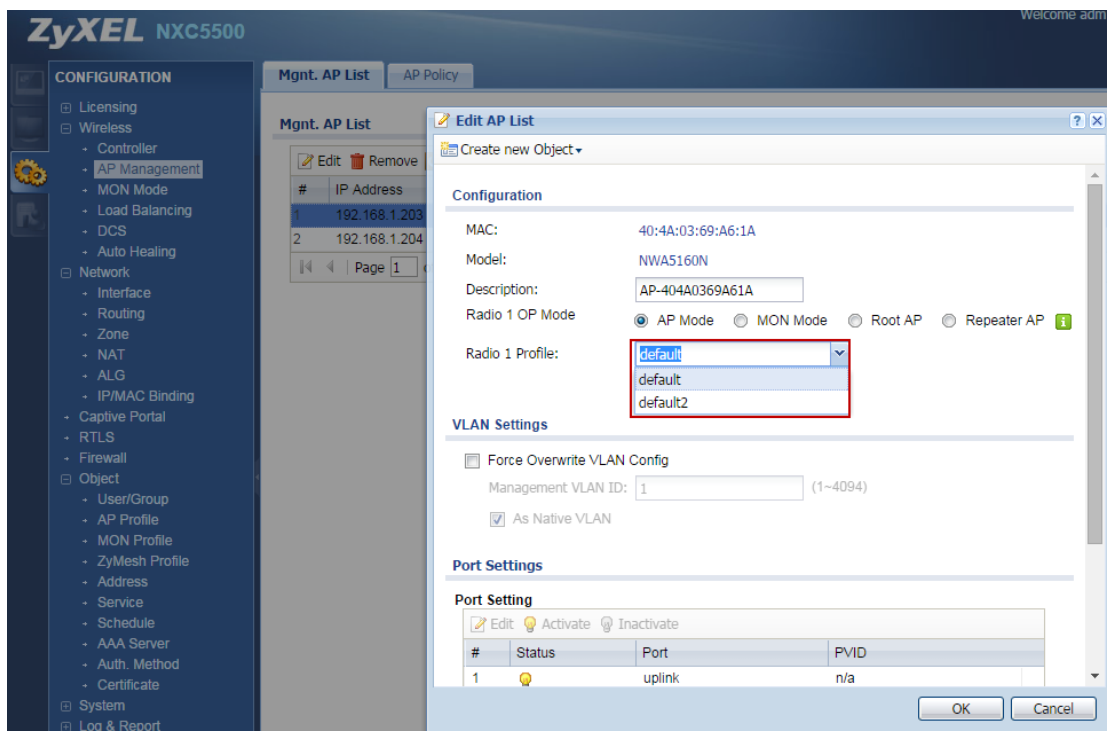 Welcome adm
ZyXEL NXC5500
CONFIGURATION
Licensing
Wireless
Controller
AP Management
MON Mode
Load Balancing
DCS
Auto Healing
Network
Interface
Routing
Zone
NAT
ALG
IP/MAC Binding
Captive Portal
RTLS
Firewall
Object
User/Group
AP Profile
MON Profile
ZyMesh Profile
Address
Service
Schedule
AAA Server
Auth. Method
Certificate
System
Log & Report
Mgnt. AP List AP Policy
Mgnt. AP List
Edit Remove
# IP Address
1 192.168.1.203
2 192.168.1.204
Page 1
Edit AP List
Create new Object
Configuration
MAC: 40:4A:03:69:A6:1A
Model: NWA5160N
Description: AP-404A0369A61A
Radio 1 OP Mode AP Mode MON Mode Root AP Repeater AP
Radio 1 Profile: default
default
default2
VLAN Settings
Force Overwrite VLAN Config
Management VLAN ID: 1 (1~4094)
As Native VLAN
Port Settings
Port Setting
Edit Activate Inactivate
# Status Port PVID
1 uplink n/a
OK Cancel